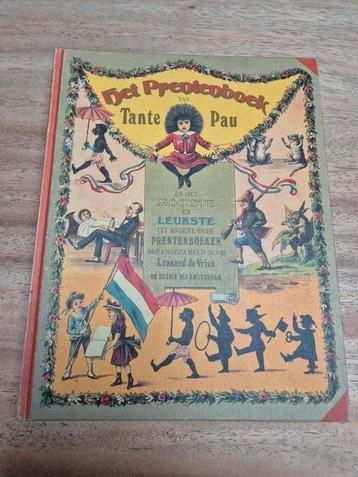 Het Prentenboek
VAN
Tante Pau
EN HET
MOOISTE
EN
LEUKSTE
UIT ANDERE OUDE
PRENTENBOEKEN
BIJEENGEZAMELD DOOR
Leonard de Vries
DE BEZIGE BIJ AMSTERDAM